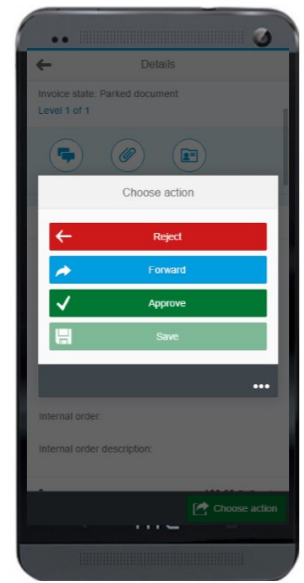 Details
Invoice state: Parked document
Level 1 of 1
Choose action
Reject
Forward
Approve
Save
Internal order:
Internal order description:
Choose action